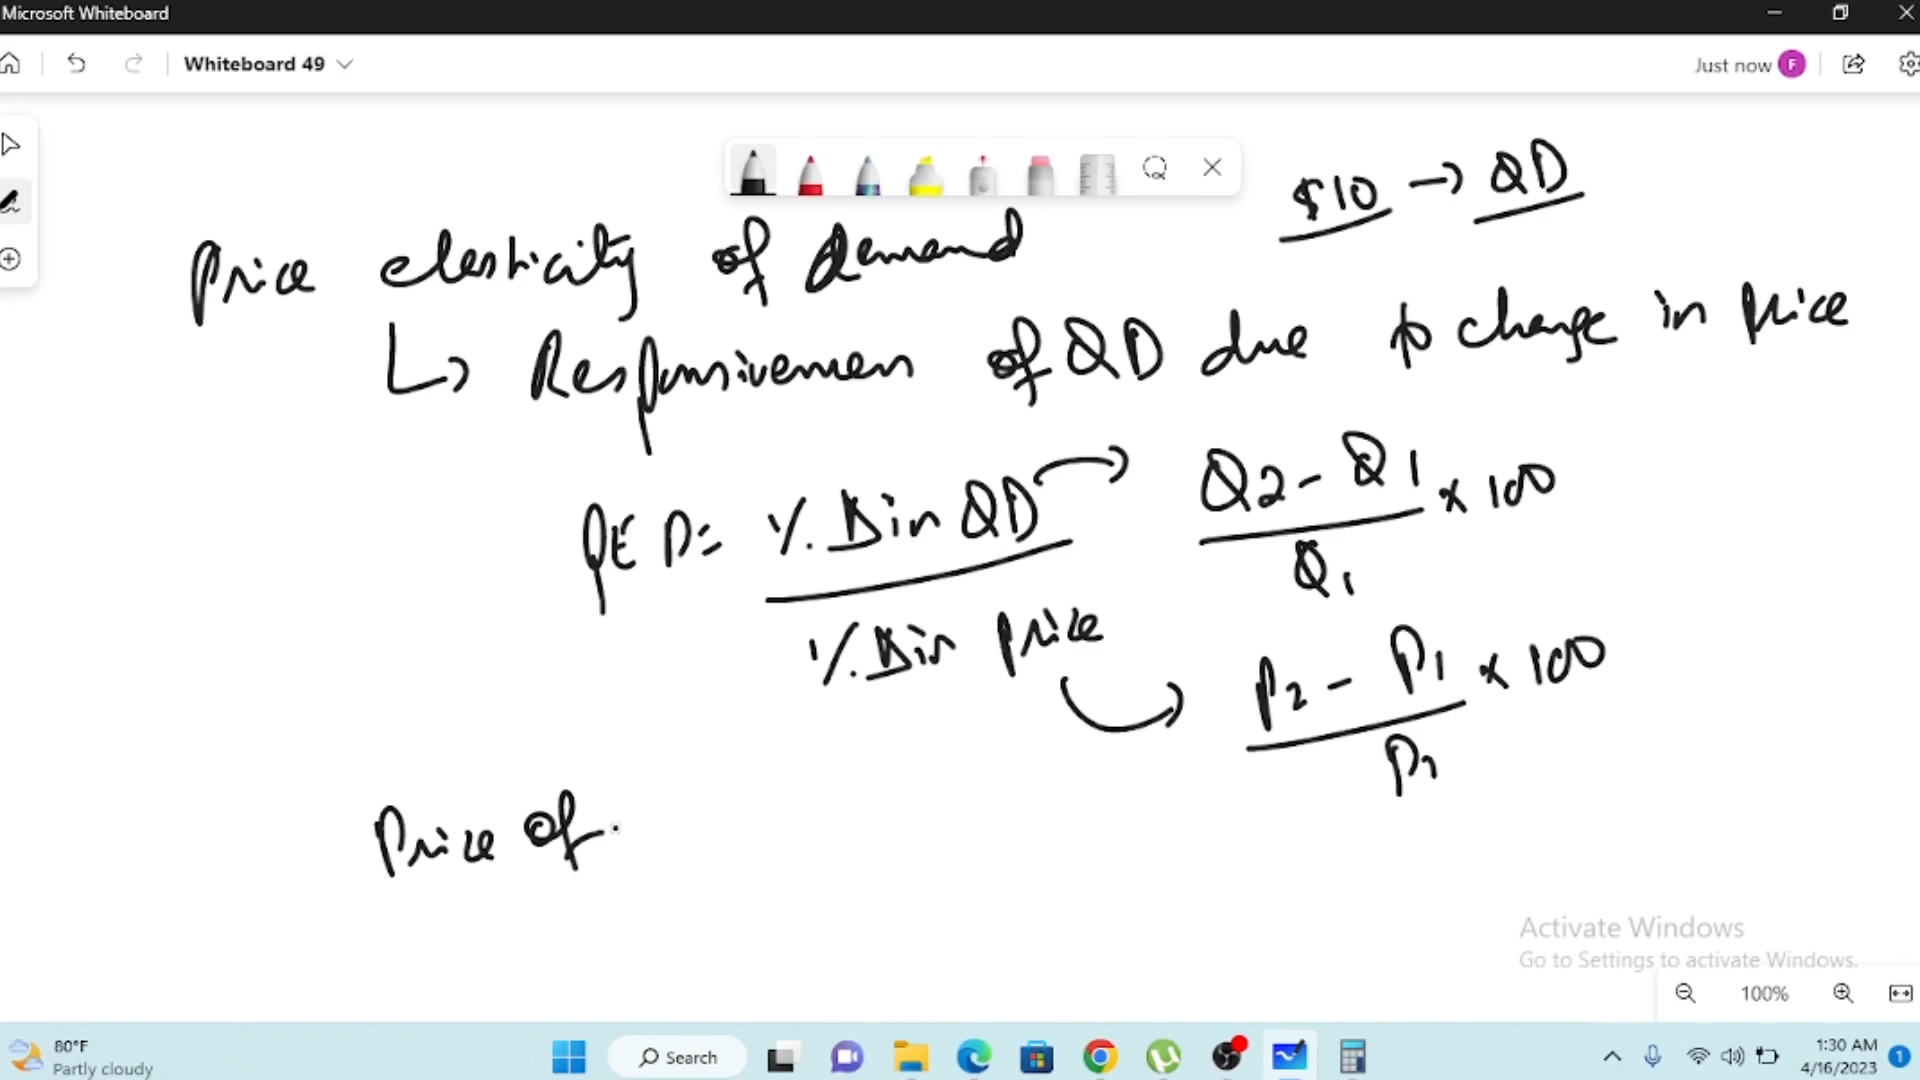 Microsoft Whiteboard
Whiteboard 49
Just now F
$10 → QD
Price elasticity of demand
↳ Responsiveness of QD due to change in price
PED = % Δ in QD → Q2 - Q1 × 100
Q1
% Δ in price → P2 - P1 × 100
P1
Price of
Activate Windows
Go to Settings to activate Windows.
100%
80°F
Partly cloudy
Search
1:30 AM
4/16/2023
1